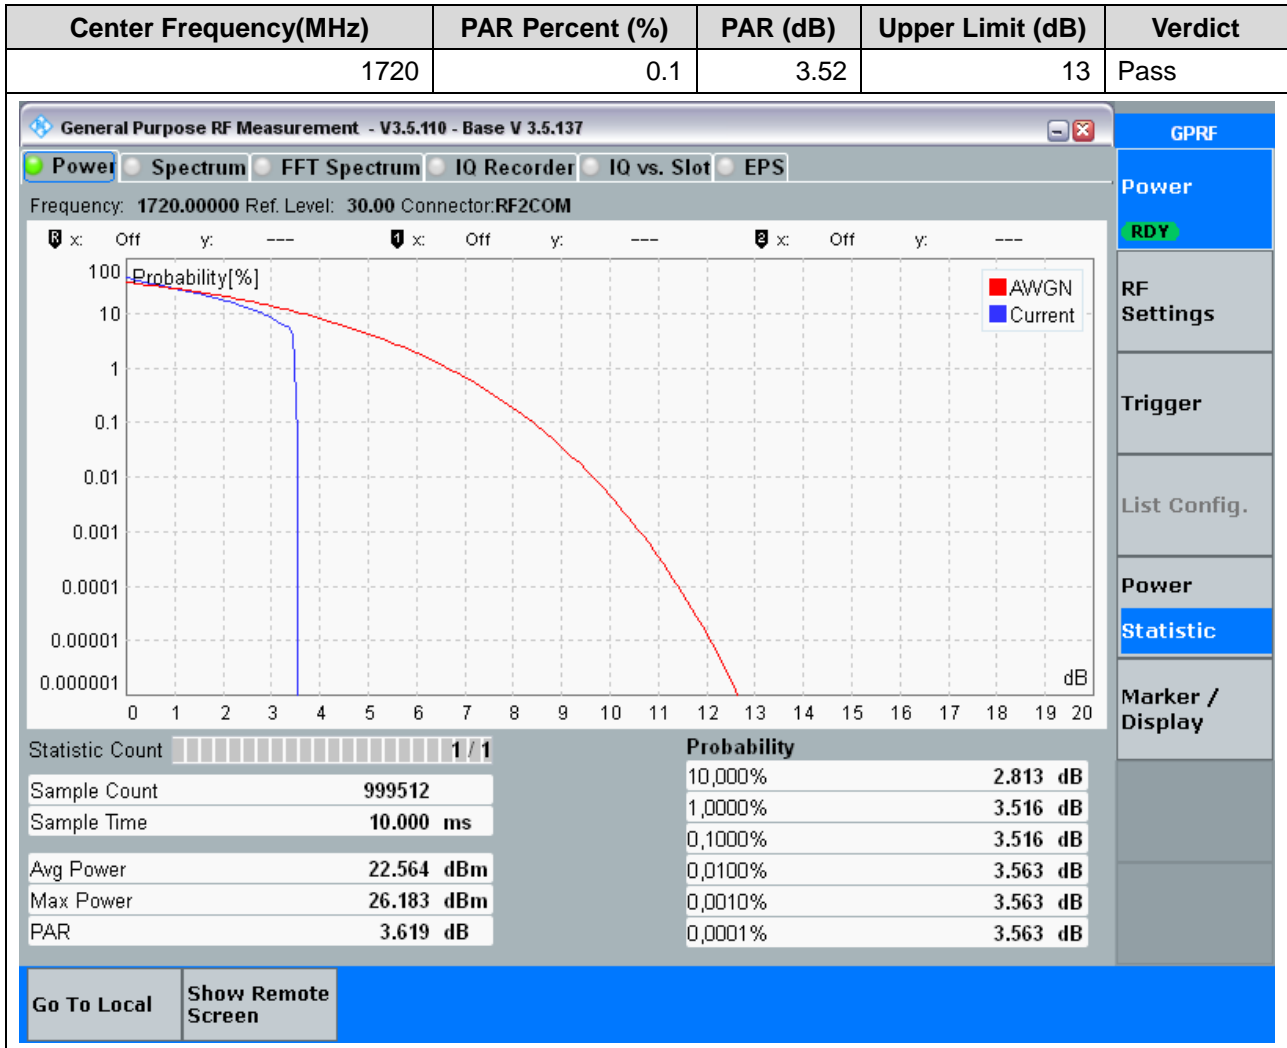 Center Frequency(MHz) PAR Percent (%) PAR (dB) Upper Limit (dB) Verdict
1720 0.1 3.52 13 Pass
General Purpose RF Measurement - V3.5.110 - Base V 3.5.137
GPRF
Power Spectrum FFT Spectrum IQ Recorder IQ vs. Slot EPS
Frequency: 1720.00000 Ref. Level: 30.00 Connector:RF2COM
R x: Off y: --- 1 x: Off y: --- 2 x: Off y: ---
Power
RDY
RF
Settings
Trigger
List Config.
Power
Statistic
Marker /
Display
Probability[%]
AWGN
Current
100
10
1
0.1
0.01
0.001
0.0001
0.00001
0.000001
dB
0 1 2 3 4 5 6 7 8 9 10 11 12 13 14 15 16 17 18 19 20
Statistic Count 1 / 1
Sample Count 999512
Sample Time 10.000 ms
Avg Power 22.564 dBm
Max Power 26.183 dBm
PAR 3.619 dB
Probability
10,000% 2.813 dB
1,0000% 3.516 dB
0,1000% 3.516 dB
0,0100% 3.563 dB
0,0010% 3.563 dB
0,0001% 3.563 dB
Go To Local
Show Remote
Screen